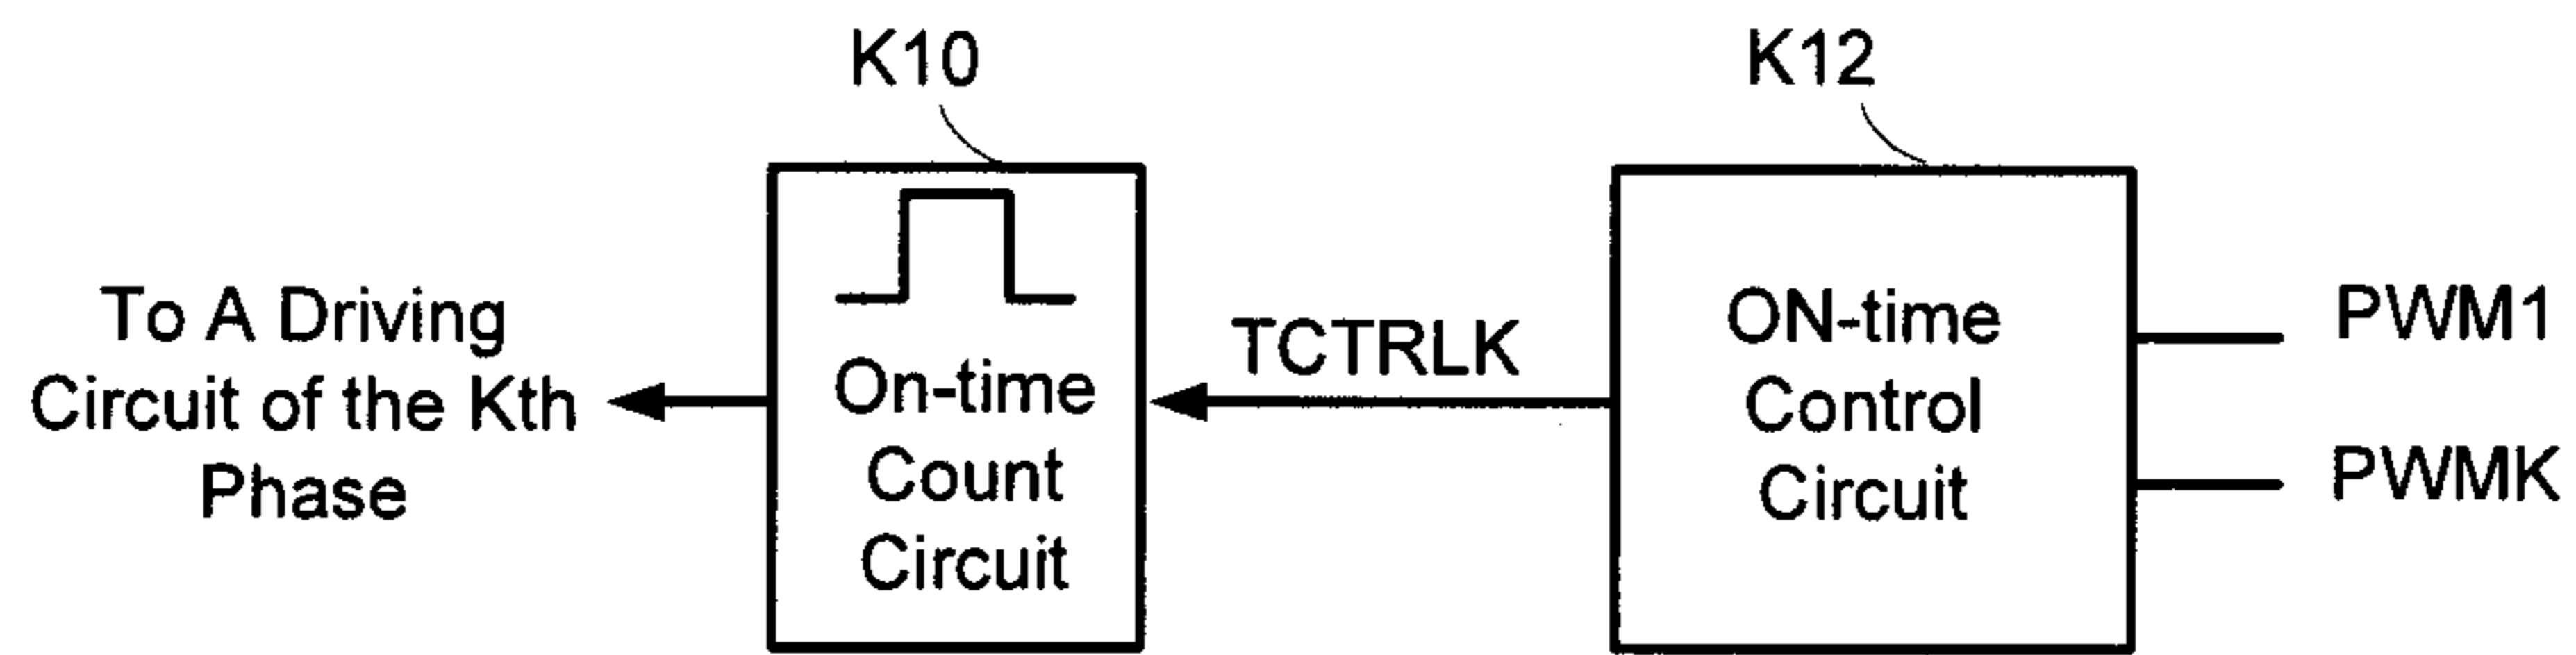 K10
K12
To A Driving
Circuit of the Kth
Phase
On-time
Count
Circuit
TCTRLK
ON-time
Control
Circuit
PWM1
PWMK